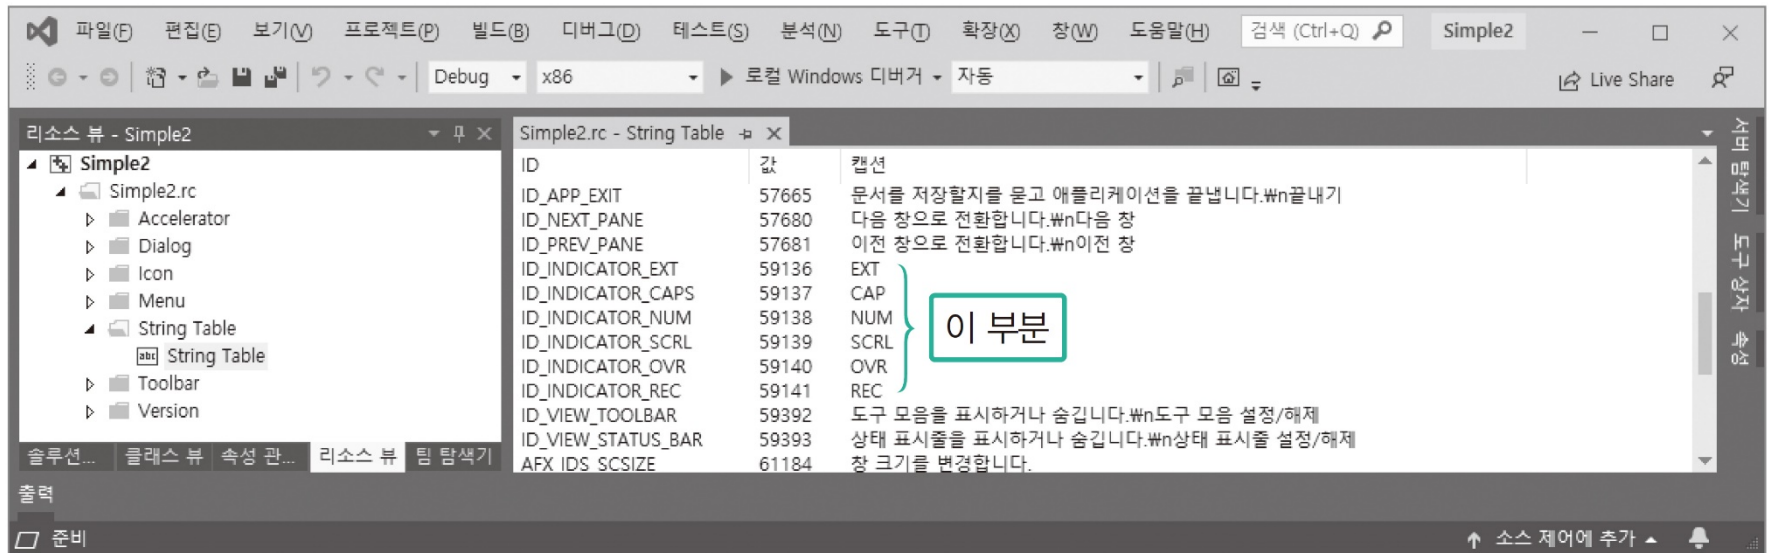 파일(F) 편집(E) 보기(V) 프로젝트(P) 빌드(B) 디버그(D) 테스트(S) 분석(N) 도구(T) 확장(X) 창(W) 도움말(H) 검색 (Ctrl+Q) Simple2
Debug x86 로컬 Windows 디버거 자동 Live Share
리소스 뷰 - Simple2
Simple2
Simple2.rc
Accelerator
Dialog
Icon
Menu
String Table
abc String Table
Toolbar
Version
솔루션... 클래스 뷰 속성 관... 리소스 뷰 팀 탐색기
Simple2.rc - String Table
ID 값 캡션
ID_APP_EXIT 57665 문서를 저장할지를 묻고 애플리케이션을 끝냅니다.₩n끝내기
ID_NEXT_PANE 57680 다음 창으로 전환합니다.₩n다음 창
ID_PREV_PANE 57681 이전 창으로 전환합니다.₩n이전 창
ID_INDICATOR_EXT 59136 EXT
ID_INDICATOR_CAPS 59137 CAP
ID_INDICATOR_NUM 59138 NUM
ID_INDICATOR_SCRL 59139 SCRL
ID_INDICATOR_OVR 59140 OVR
ID_INDICATOR_REC 59141 REC
이 부분
ID_VIEW_TOOLBAR 59392 도구 모음을 표시하거나 숨깁니다.₩n도구 모음 설정/해제
ID_VIEW_STATUS_BAR 59393 상태 표시줄을 표시하거나 숨깁니다.₩n상태 표시줄 설정/해제
AFX_IDS_SCSIZE 61184 창 크기를 변경합니다.
서버 탐색기
도구 상자
속성
출력
준비 소스 제어에 추가